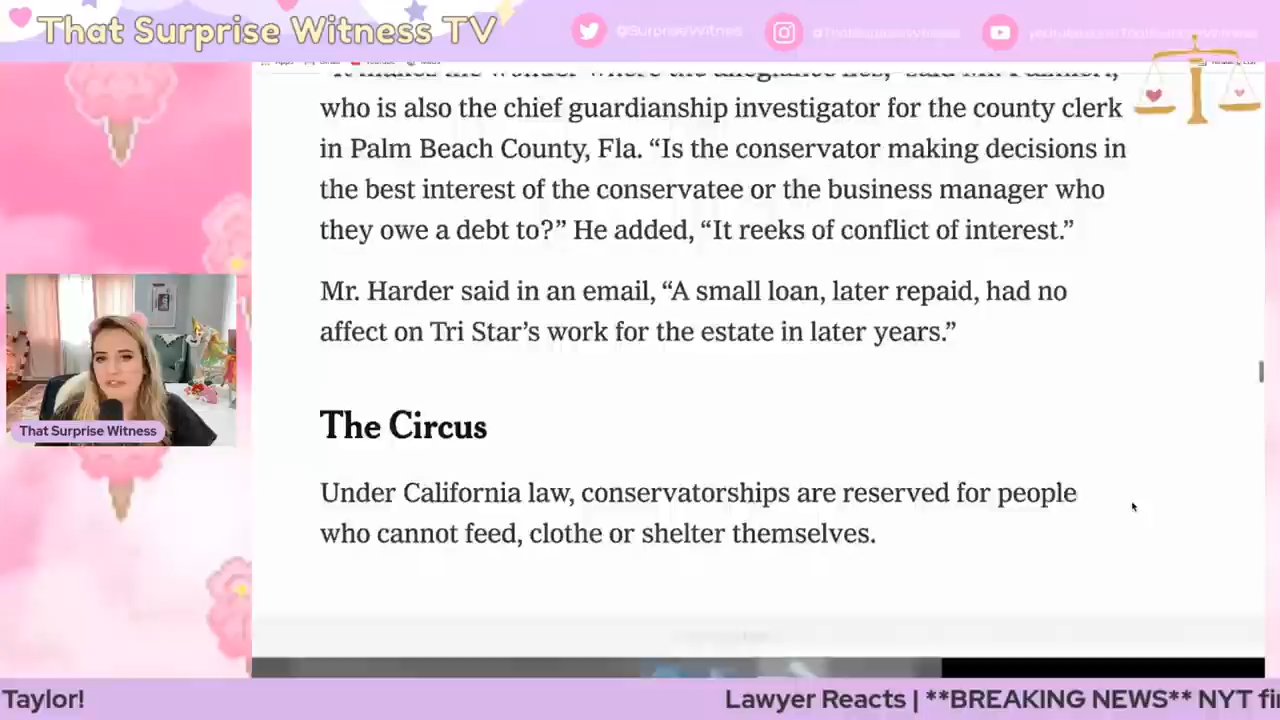 That Surprise Witness TV
@SurpriseWitnes
who is also the chief guardianship investigator for the county clerk
in Palm Beach County, Fla. “Is the conservator making decisions in
the best interest of the conservatee or the business manager who
they owe a debt to?” He added, “It reeks of conflict of interest.”
Mr. Harder said in an email, “A small loan, later repaid, had no
affect on Tri Star’s work for the estate in later years.”
The Circus
Under California law, conservatorships are reserved for people
who cannot feed, clothe or shelter themselves.
That Surprise Witness
Taylor!
Lawyer Reacts | **BREAKING NEWS** NYT fi